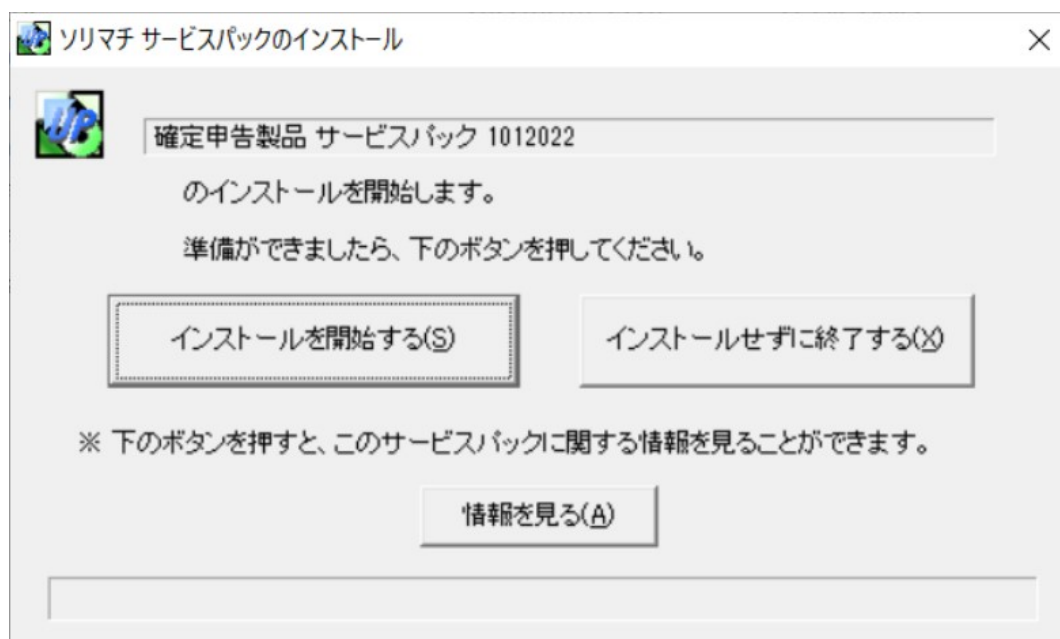 ソリマチ サービスパックのインストール
UP
確定申告製品 サービスパック 1012022
のインストールを開始します。
準備ができましたら、下のボタンを押してください。
インストールを開始する(S)
インストールせずに終了する(X)
※ 下のボタンを押すと、このサービスパックに関する情報を見ることができます。
情報を見る(A)